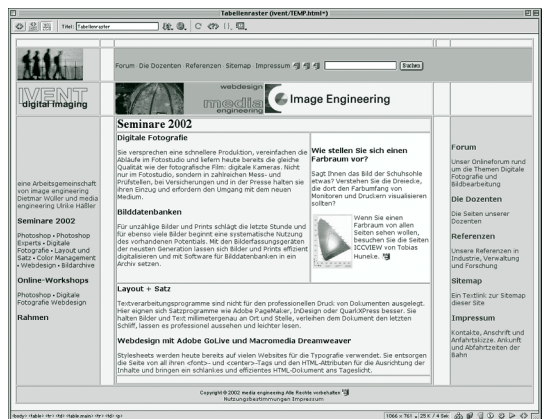 Tabellenraster (ivent/TEMP.html*)
Titel: Tabellenraster
Forum · Die Dozenten · Referenzen · Sitemap · Impressum
Suchen
IVENT
digital imaging
webdesign
media
engineering
Image Engineering
Seminare 2002
Digitale Fotografie
Sie versprechen eine schnellere Produktion, vereinfachen die
Abläufe im Fotostudio und liefern heute bereits die gleiche
Qualität wie der fotografische Film: digitale Kameras. Nicht
nur im Fotostudio, sondern in zahlreichen Mess- und
Prüfstellen, bei Versicherungen und in der Presse halten sie
ihren Einzug und erfordern den Umgang mit dem neuen
Medium.
Bilddatenbanken
Für unzählige Bilder und Prints schlägt die letzte Stunde und
für ebenso viele Bilder beginnt eine systematische Nutzung
des vorhandenen Potentials. Mit den Bilderfassungsgeräten
der neusten Generation lassen sich Bilder und Prints effizient
digitalisieren und mit Software für Bilddatenbanken in ein
Archiv setzen.
Wie stellen Sie sich einen
Farbraum vor?
Sagt Ihnen das Bild der Schuhsohle
etwas? Verstehen Sie die Dreiecke,
die dort den Farbumfang von
Monitoren und Druckern visualisieren
sollten?
Wenn Sie einen
Farbraum von allen
Seiten sehen wollen,
besuchen Sie die Seiten
ICCVIEW von Tobias
Huneke.
Layout + Satz
Textverarbeitungsprogramme sind nicht für den professionellen Druck von Dokumenten ausgelegt.
Hier eignen sich Satzprogramme wie Adobe PageMaker, InDesign oder QuarkXPress besser. Sie
halten Bilder und Text millimetergenau an Ort und Stelle, verleihen dem Dokument den letzten
Schliff, lassen es professionel aussehen und leichter lesen.
Webdesign mit Adobe GoLive und Macromedia Dreamweaver
Stylesheets werden heute bereits auf vielen Websites für die Typografie verwendet. Sie entsorgen
die Seite von all ihren <font>- und <center>-Tags und den HTML-Attributen für die Ausrichtung der
Inhalte und bringen ein schlankes und effizientes HTML-Dokument ans Tageslicht.
eine Arbeitsgemeinschaft
von image engineering
Dietmar Wüller und media
engineering Ulrike Häßler
Seminare 2002
Photoshop • Photoshop
Experts • Digitale
Fotografie • Layout und
Satz • Color Management
• Webdesign • Bildarchive
Online-Workshops
Photoshop • Digitale
Fotografie Webdesign
Rahmen
Forum
Unser Onlineforum rund
um die Themen Digitale
Fotografie und
Bildbearbeitung
Die Dozenten
Die Seiten unserer
Dozenten
Referenzen
Unsere Referenzen in
Industrie, Verwaltung
und Forschung
Sitemap
Ein Textlink zur Sitemap
dieser Site
Impressum
Kontakte, Anschrift und
Anfahrtskizze. Ankunft
und Abfahrtzeiten der
Bahn
Copyright © 2002 media engineering Alle Rechte vorbehalten
Nutzungsbestimmungen Impressum
<body> <table> <tr> <td> <table.main> <tr> <td> <p>
1066 x 761 25 K / 4 Sek